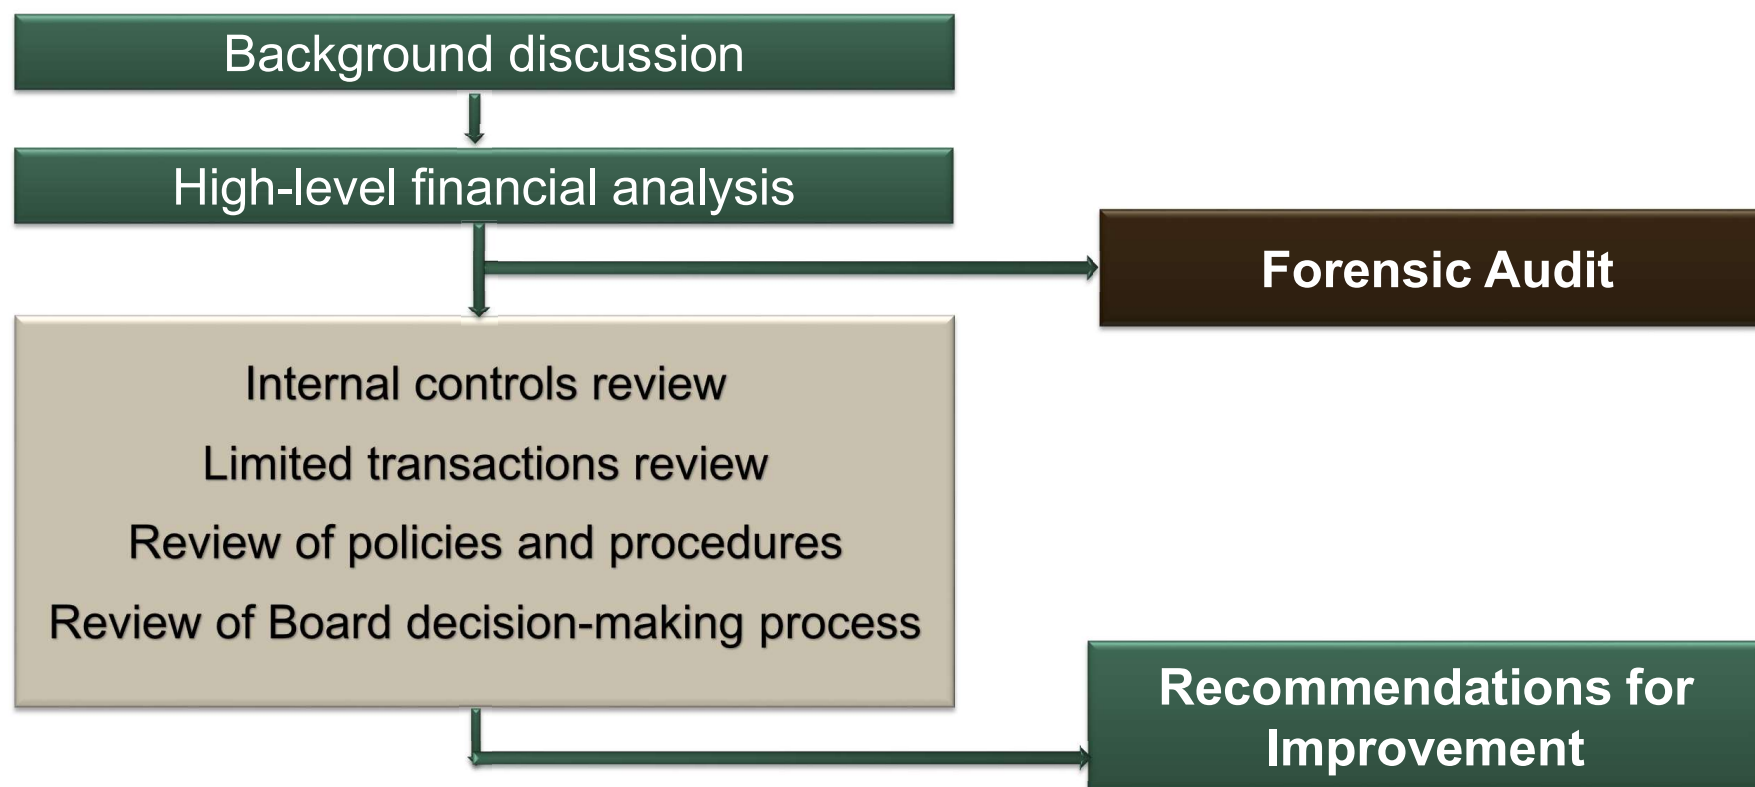 Background discussion
High-level financial analysis
Forensic Audit
Internal controls review
Limited transactions review
Review of policies and procedures
Review of Board decision-making process
Recommendations for
Improvement